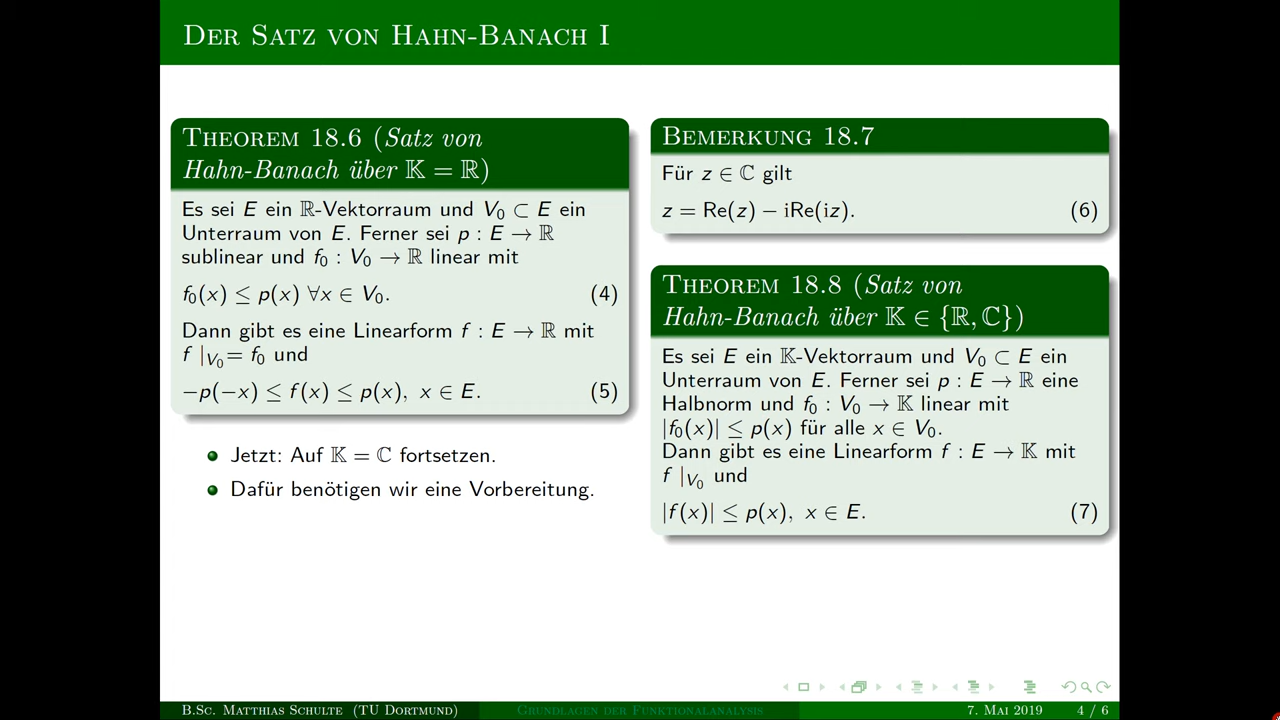 Der Satz von Hahn-Banach I
Theorem 18.6 (Satz von
Hahn-Banach über 𝕂 = ℝ)
Es sei E ein ℝ-Vektorraum und V₀ ⊂ E ein
Unterraum von E. Ferner sei p : E → ℝ
sublinear und f₀ : V₀ → ℝ linear mit
f₀(x) ≤ p(x) ∀x ∈ V₀. (4)
Dann gibt es eine Linearform f : E → ℝ mit
f |V₀= f₀ und
−p(−x) ≤ f(x) ≤ p(x), x ∈ E. (5)
Jetzt: Auf 𝕂 = ℂ fortsetzen.
Dafür benötigen wir eine Vorbereitung.
Bemerkung 18.7
Für z ∈ ℂ gilt
z = Re(z) − iRe(iz). (6)
Theorem 18.8 (Satz von
Hahn-Banach über 𝕂 ∈ {ℝ, ℂ})
Es sei E ein 𝕂-Vektorraum und V₀ ⊂ E ein
Unterraum von E. Ferner sei p : E → ℝ eine
Halbnorm und f₀ : V₀ → 𝕂 linear mit
|f₀(x)| ≤ p(x) für alle x ∈ V₀.
Dann gibt es eine Linearform f : E → 𝕂 mit
f |V₀ und
|f(x)| ≤ p(x), x ∈ E. (7)
B.Sc. Matthias Schulte (TU Dortmund) Grundlagen der Funktionalanalysis 7. Mai 2019 4 / 6